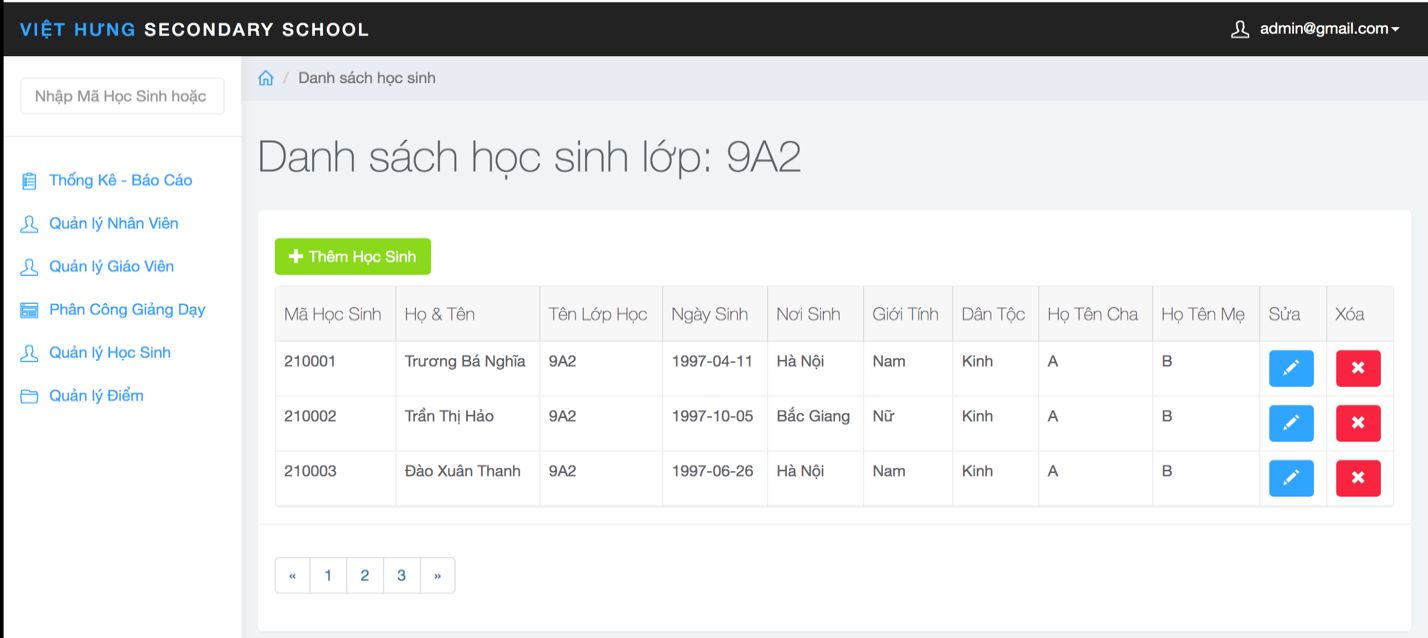 VIỆT HƯNG SECONDARY SCHOOL
admin@gmail.com
Nhập Mã Học Sinh hoặc
/ Danh sách học sinh
Thống Kê - Báo Cáo
Quản lý Nhân Viên
Quản lý Giáo Viên
Phân Công Giảng Dạy
Quản lý Học Sinh
Quản lý Điểm
Danh sách học sinh lớp: 9A2
Thêm Học Sinh
Mã Học Sinh Họ & Tên Tên Lớp Học Ngày Sinh Nơi Sinh Giới Tính Dân Tộc Họ Tên Cha Họ Tên Mẹ Sửa Xóa
210001 Trương Bá Nghĩa 9A2 1997-04-11 Hà Nội Nam Kinh A B
210002 Trần Thị Hảo 9A2 1997-10-05 Bắc Giang Nữ Kinh A B
210003 Đào Xuân Thanh 9A2 1997-06-26 Hà Nội Nam Kinh A B
« 1 2 3 »